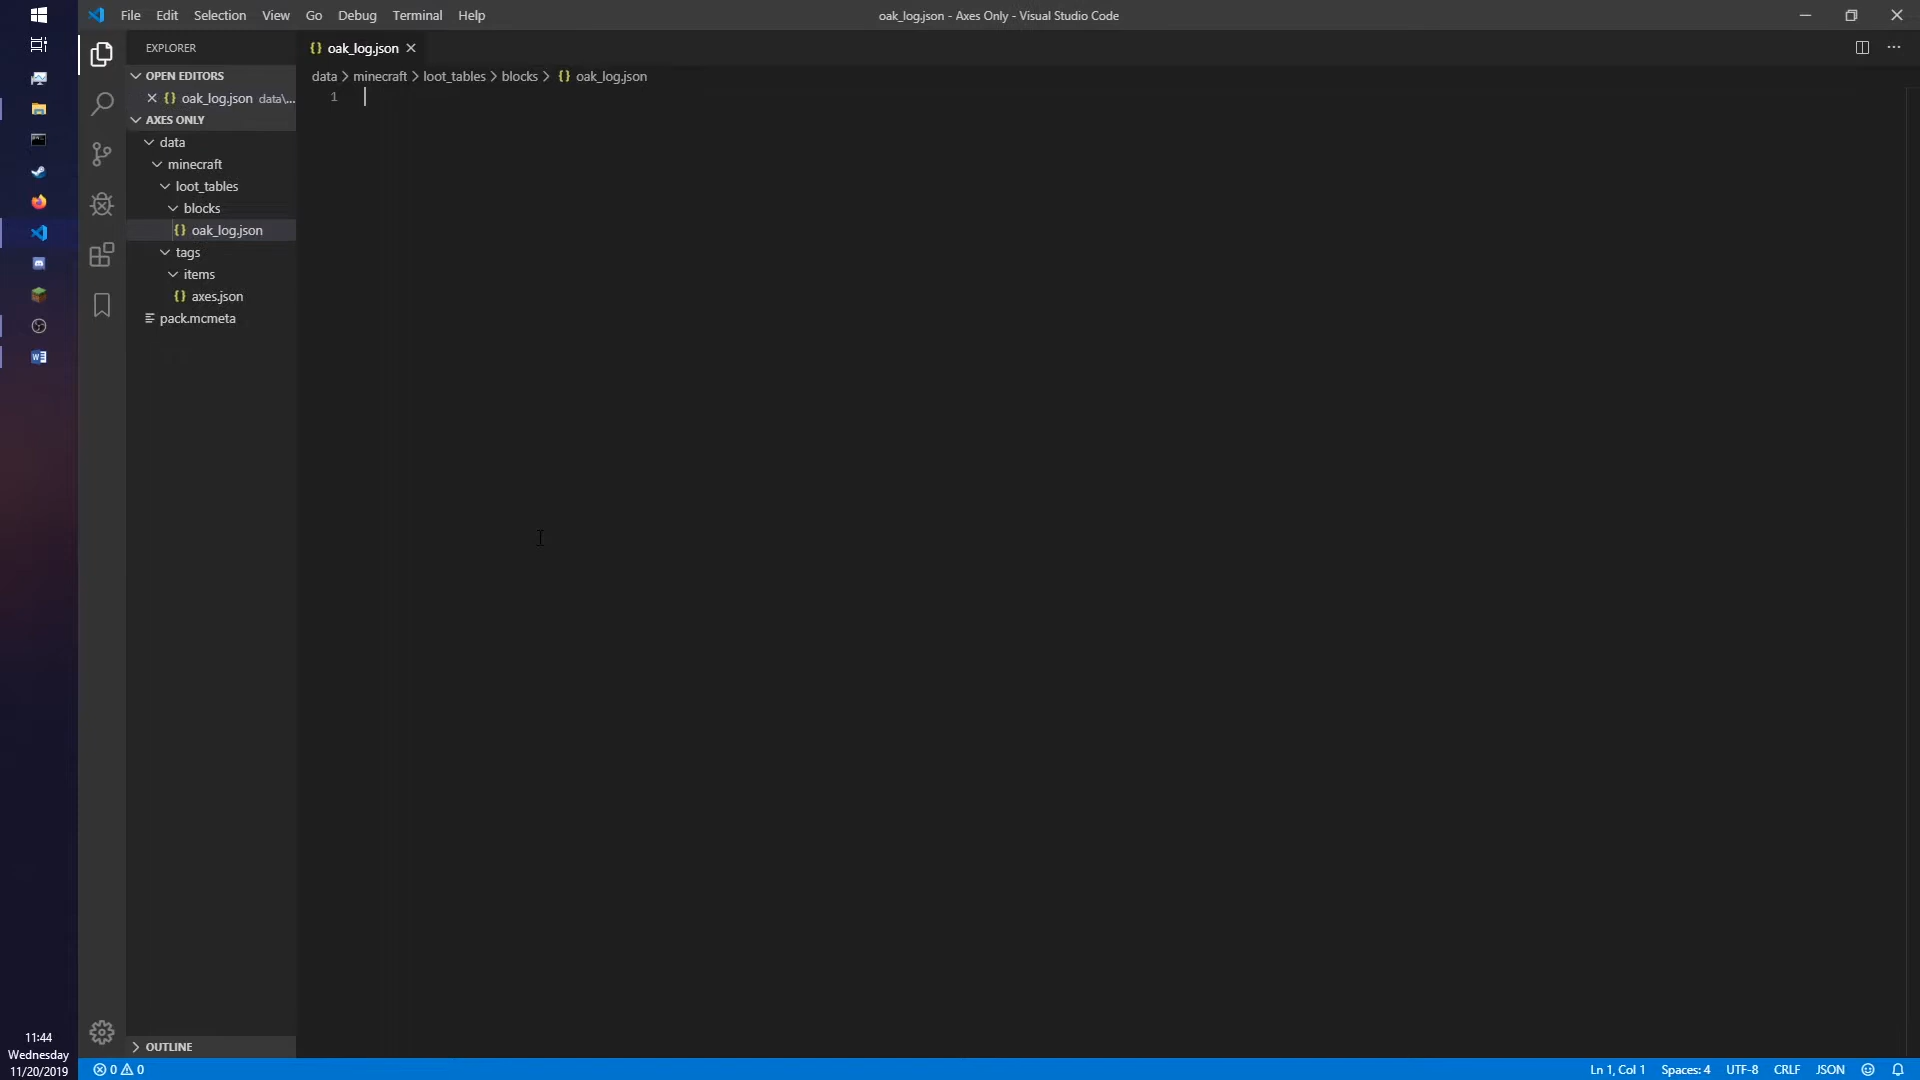 File Edit Selection View Go Debug Terminal Help
oak_log.json - Axes Only - Visual Studio Code
EXPLORER
oak_log.json
OPEN EDITORS
data > minecraft > loot_tables > blocks > {} oak_log.json
{} oak_log.json data\...
1
AXES ONLY
data
minecraft
loot_tables
blocks
{} oak_log.json
tags
items
{} axes.json
pack.mcmeta
OUTLINE
11:44
Wednesday
11/20/2019
0 0
Ln 1, Col 1 Spaces: 4 UTF-8 CRLF JSON